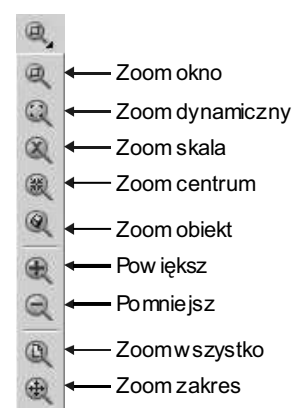 Zoom okno
Zoom dynamiczny
Zoom skala
Zoom centrum
Zoom obiekt
Powiększ
Pomniejsz
Zoom wszystko
Zoom zakres